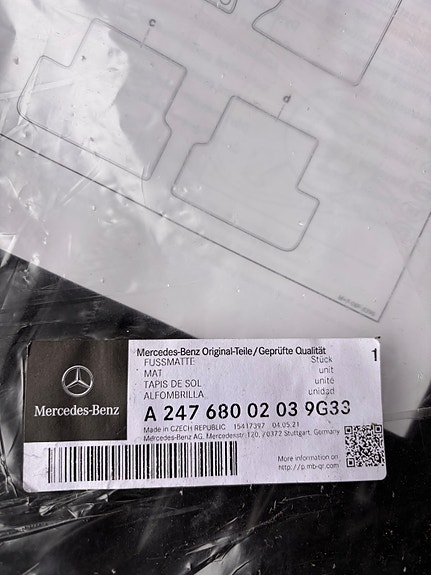 c
d
Mercedes-Benz Original-Teile/Geprüfte Qualität
1
FUSSMATTE Stück
MAT unit
TAPIS DE SOL unité
ALFOMBRILLA unidad
Mercedes-Benz
A 247 680 02 03 9G33
Made in CZECH REPUBLIC 15417397 04.05.21
Mercedes-Benz AG, Mercedesstr. 120, 70372 Stuttgart, Germany
More information on
http://p.mb-qr.com